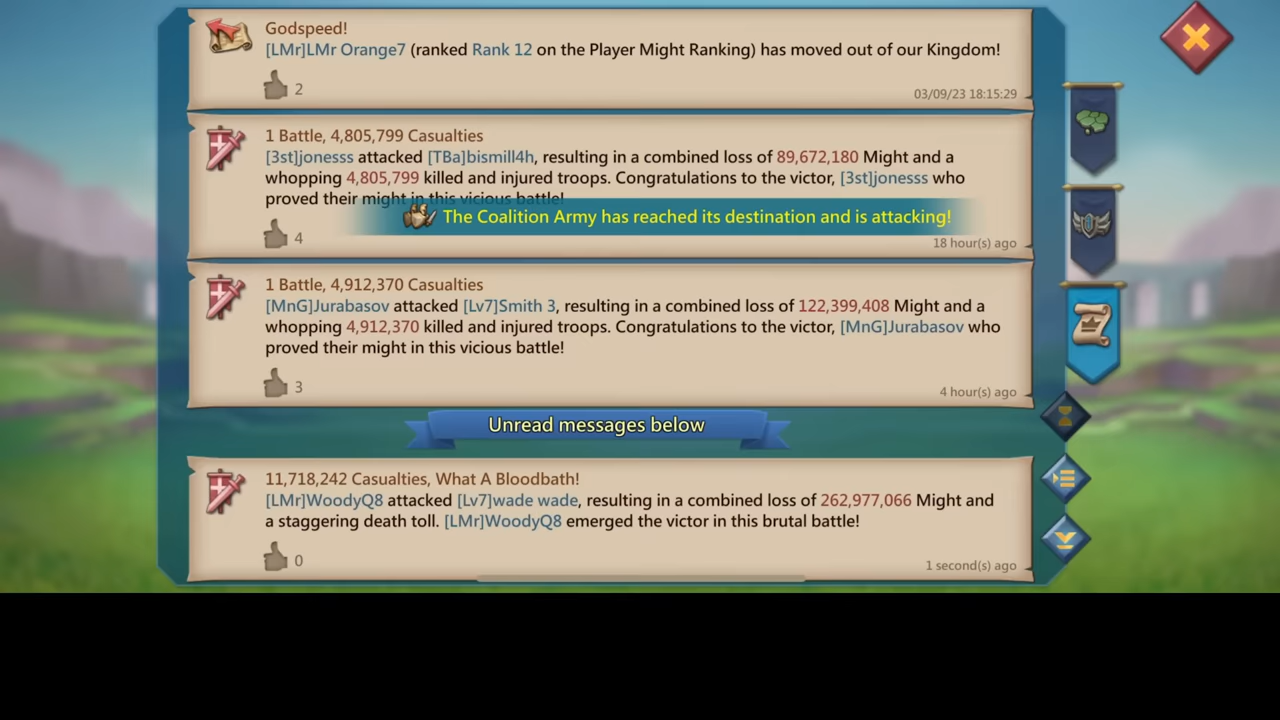 Godspeed!
[LMr]LMr Orange7 (ranked Rank 12 on the Player Might Ranking) has moved out of our Kingdom!
2
03/09/23 18:15:29
1 Battle, 4,805,799 Casualties
[3st]jonesss attacked [TBa]bismill4h, resulting in a combined loss of 89,672,180 Might and a
whopping 4,805,799 killed and injured troops. Congratulations to the victor, [3st]jonesss who
proved their might in this vicious battle!
The Coalition Army has reached its destination and is attacking!
4
18 hour(s) ago
1 Battle, 4,912,370 Casualties
[MnG]Jurabasov attacked [Lv7]Smith 3, resulting in a combined loss of 122,399,408 Might and a
whopping 4,912,370 killed and injured troops. Congratulations to the victor, [MnG]Jurabasov who
proved their might in this vicious battle!
3
4 hour(s) ago
Unread messages below
11,718,242 Casualties, What A Bloodbath!
[LMr]WoodyQ8 attacked [Lv7]wade wade, resulting in a combined loss of 262,977,066 Might and
a staggering death toll. [LMr]WoodyQ8 emerged the victor in this brutal battle!
0
1 second(s) ago